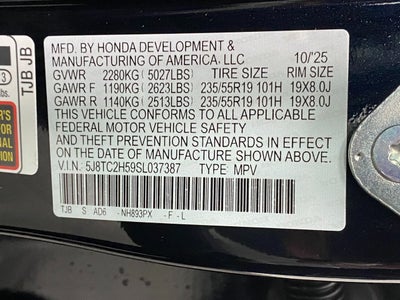 MFD. BY HONDA DEVELOPMENT &
MANUFACTURING OF AMERICA, LLC 10/'25
GVWR 2280KG (5027LBS) TIRE SIZE RIM SIZE
GAWR F 1190KG (2623LBS) 235/55R19 101H 19X8.0J
GAWR R 1140KG (2513LBS) 235/55R19 101H 19X8.0J
THIS VEHICLE CONFORMS TO ALL APPLICABLE
FEDERAL MOTOR VEHICLE SAFETY
AND THEFT PREVENTION STANDARDS IN EFFECT
ON THE DATE OF MANUFACTURE SHOWN ABOVE.
V.I.N.: 5J8TC2H59SL037387 TYPE: MPV
TJB S AD6 - NH893PX - F - L
TJB JB
3
lbs.